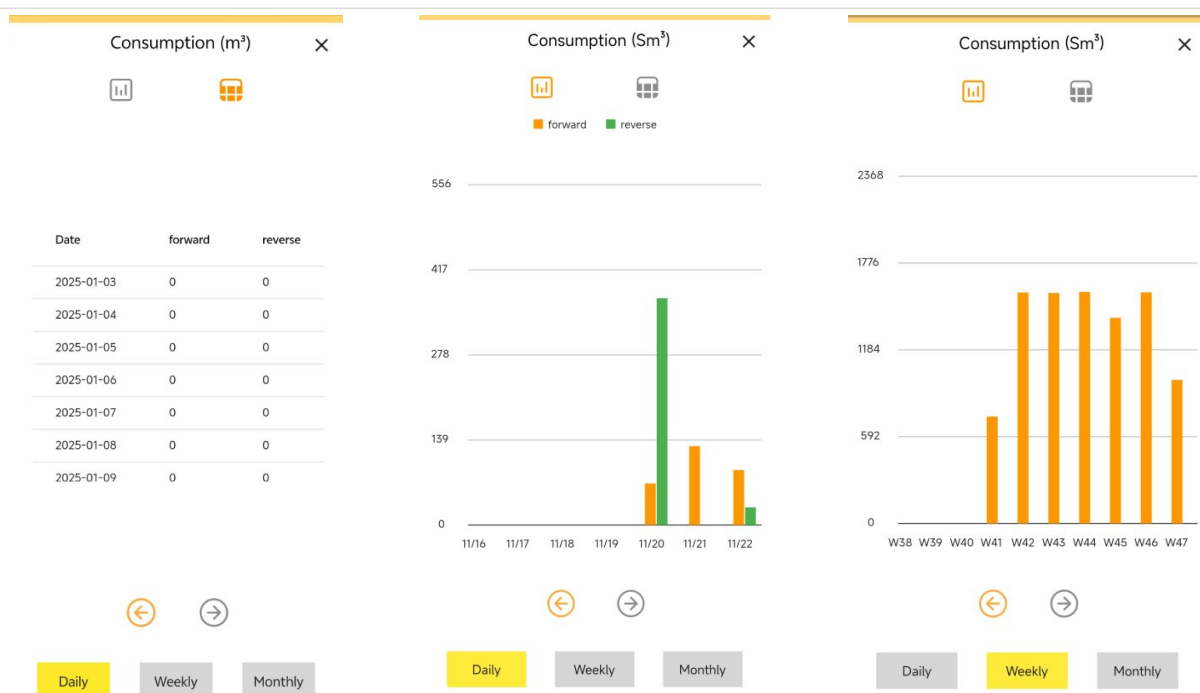 Consumption (m³)
Date forward reverse
2025-01-03 0 0
2025-01-04 0 0
2025-01-05 0 0
2025-01-06 0 0
2025-01-07 0 0
2025-01-08 0 0
2025-01-09 0 0
Daily Weekly Monthly
Consumption (Sm³)
forward reverse
556
417
278
139
0
11/16 11/17 11/18 11/19 11/20 11/21 11/22
Daily Weekly Monthly
Consumption (Sm³)
2368
1776
1184
592
0
W38 W39 W40 W41 W42 W43 W44 W45 W46 W47
Daily Weekly Monthly